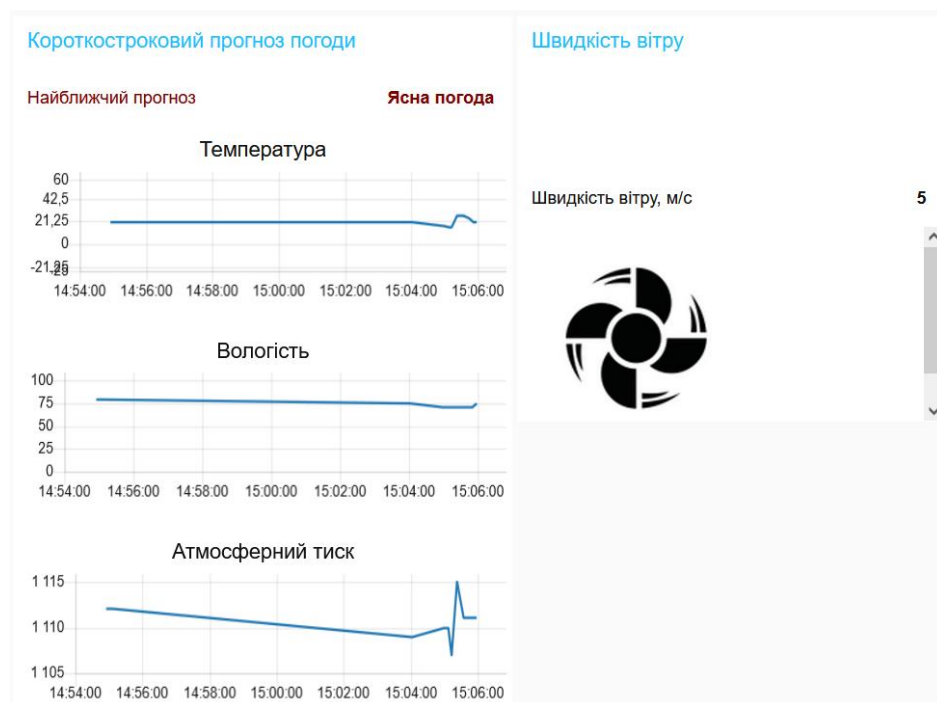 Короткостроковий прогноз погоди
Найближчий прогноз Ясна погода
Температура
60
42,5
21,25
0
-21,25
-29
14:54:00 14:56:00 14:58:00 15:00:00 15:02:00 15:04:00 15:06:00
Вологість
100
75
50
25
0
14:54:00 14:56:00 14:58:00 15:00:00 15:02:00 15:04:00 15:06:00
Атмосферний тиск
1 115
1 110
1 105
14:54:00 14:56:00 14:58:00 15:00:00 15:02:00 15:04:00 15:06:00
Швидкість вітру
Швидкість вітру, м/с 5